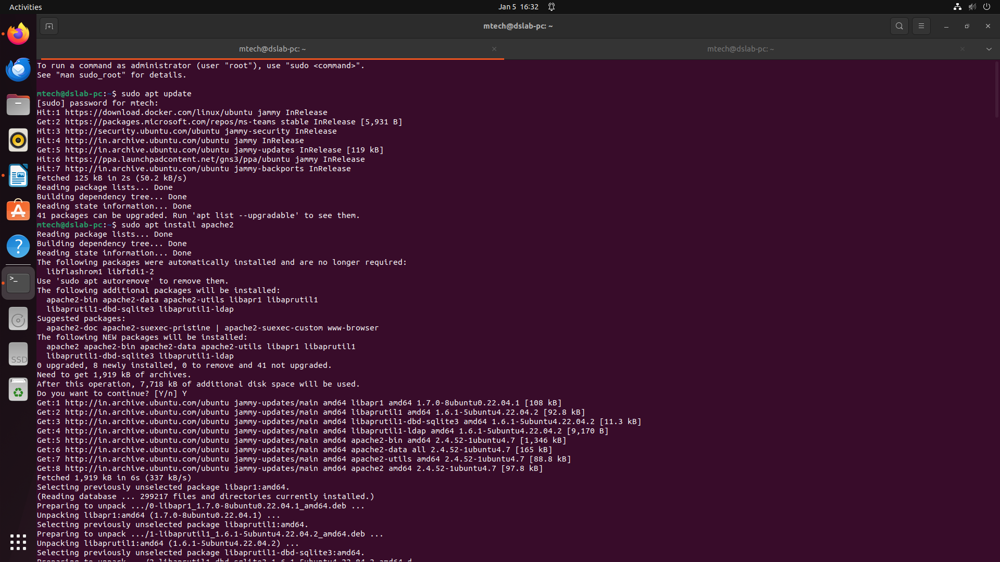 Activities
Jan 5 16:32
mtech@dslab-pc: ~
mtech@dslab-pc: ~
mtech@dslab-pc: ~
To run a command as administrator (user "root"), use "sudo <command>".
See "man sudo_root" for details.
mtech@dslab-pc:~$ sudo apt update
[sudo] password for mtech:
Hit:1 https://download.docker.com/linux/ubuntu jammy InRelease
Get:2 https://packages.microsoft.com/repos/ms-teams stable InRelease [5,931 B]
Hit:3 http://security.ubuntu.com/ubuntu jammy-security InRelease
Hit:4 http://in.archive.ubuntu.com/ubuntu jammy InRelease
Get:5 http://in.archive.ubuntu.com/ubuntu jammy-updates InRelease [119 kB]
Hit:6 https://ppa.launchpadcontent.net/gns3/ppa/ubuntu jammy InRelease
Hit:7 http://in.archive.ubuntu.com/ubuntu jammy-backports InRelease
Fetched 125 kB in 2s (50.2 kB/s)
Reading package lists... Done
Building dependency tree... Done
Reading state information... Done
41 packages can be upgraded. Run 'apt list --upgradable' to see them.
mtech@dslab-pc:~$ sudo apt install apache2
Reading package lists... Done
Building dependency tree... Done
Reading state information... Done
The following packages were automatically installed and are no longer required:
libflashrom1 libftdi1-2
Use 'sudo apt autoremove' to remove them.
The following additional packages will be installed:
apache2-bin apache2-data apache2-utils libapr1 libaprutil1
libaprutil1-dbd-sqlite3 libaprutil1-ldap
Suggested packages:
apache2-doc apache2-suexec-pristine | apache2-suexec-custom www-browser
The following NEW packages will be installed:
apache2 apache2-bin apache2-data apache2-utils libapr1 libaprutil1
libaprutil1-dbd-sqlite3 libaprutil1-ldap
0 upgraded, 8 newly installed, 0 to remove and 41 not upgraded.
Need to get 1,919 kB of archives.
After this operation, 7,718 kB of additional disk space will be used.
Do you want to continue? [Y/n] Y
Get:1 http://in.archive.ubuntu.com/ubuntu jammy-updates/main amd64 libapr1 amd64 1.7.0-8ubuntu0.22.04.1 [108 kB]
Get:2 http://in.archive.ubuntu.com/ubuntu jammy-updates/main amd64 libaprutil1 amd64 1.6.1-5ubuntu4.22.04.2 [92.8 kB]
Get:3 http://in.archive.ubuntu.com/ubuntu jammy-updates/main amd64 libaprutil1-dbd-sqlite3 amd64 1.6.1-5ubuntu4.22.04.2 [11.3 kB]
Get:4 http://in.archive.ubuntu.com/ubuntu jammy-updates/main amd64 libaprutil1-ldap amd64 1.6.1-5ubuntu4.22.04.2 [9,170 B]
Get:5 http://in.archive.ubuntu.com/ubuntu jammy-updates/main amd64 apache2-bin amd64 2.4.52-1ubuntu4.7 [1,346 kB]
Get:6 http://in.archive.ubuntu.com/ubuntu jammy-updates/main amd64 apache2-data all 2.4.52-1ubuntu4.7 [165 kB]
Get:7 http://in.archive.ubuntu.com/ubuntu jammy-updates/main amd64 apache2-utils amd64 2.4.52-1ubuntu4.7 [88.8 kB]
Get:8 http://in.archive.ubuntu.com/ubuntu jammy-updates/main amd64 apache2 amd64 2.4.52-1ubuntu4.7 [97.8 kB]
Fetched 1,919 kB in 6s (337 kB/s)
Selecting previously unselected package libapr1:amd64.
(Reading database ... 299217 files and directories currently installed.)
Preparing to unpack .../0-libapr1_1.7.0-8ubuntu0.22.04.1_amd64.deb ...
Unpacking libapr1:amd64 (1.7.0-8ubuntu0.22.04.1) ...
Selecting previously unselected package libaprutil1:amd64.
Preparing to unpack .../1-libaprutil1_1.6.1-5ubuntu4.22.04.2_amd64.deb ...
Unpacking libaprutil1:amd64 (1.6.1-5ubuntu4.22.04.2) ...
Selecting previously unselected package libaprutil1-dbd-sqlite3:amd64.
SSD